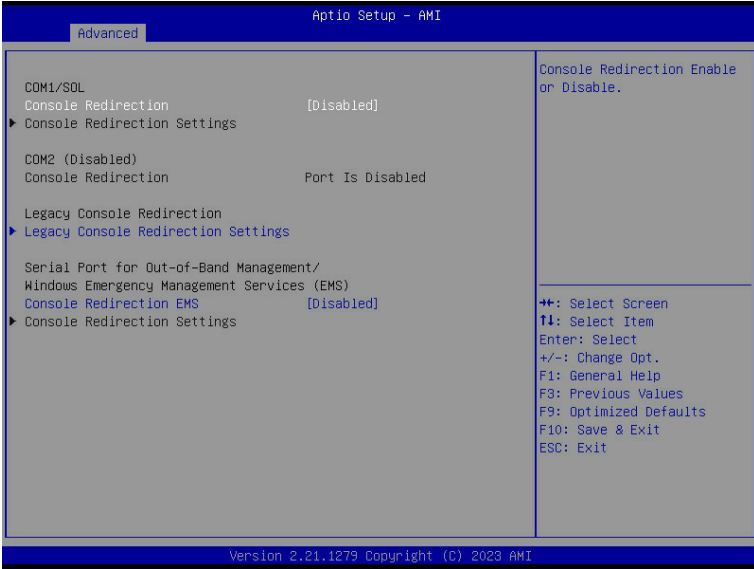 Aptio Setup – AMI
Advanced
COM1/SOL
Console Redirection [Disabled]
▶ Console Redirection Settings
COM2 (Disabled)
Console Redirection Port Is Disabled
Legacy Console Redirection
▶ Legacy Console Redirection Settings
Serial Port for Out-of-Band Management/
Windows Emergency Management Services (EMS)
Console Redirection EMS [Disabled]
▶ Console Redirection Settings
Console Redirection Enable
or Disable.
→←: Select Screen
↑↓: Select Item
Enter: Select
+/-: Change Opt.
F1: General Help
F3: Previous Values
F9: Optimized Defaults
F10: Save & Exit
ESC: Exit
Version 2.21.1279 Copyright (C) 2023 AMI